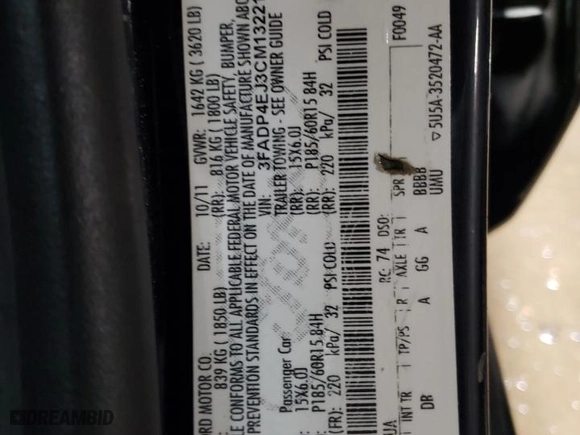 ORD MOTOR CO. DATE: 10/11 GVWR: 1642 KG ( 3620 LB)
839 KG ( 1850 LB) (RR): 816 KG ( 1800 LB)
LE CONFORMS TO ALL APPLICABLE FEDERAL MOTOR VEHICLE SAFETY, BUMPER,
PREVENTION STANDARDS IN EFFECT ON THE DATE OF MANUFACTURE SHOWN ABO
VIN: 3FADP4EJ3CM13221
Passenger Car TRAILER TOWING - SEE OWNER GUIDE
15X6.0J 15X6.0J
P185/60R15 84H (RR): P185/60R15 84H
(FR): 220 kPa/ 32 PSI COLD (RR): 220 kPa/ 32 PSI COLD
UA RC: 74 DSO: F0049
INT TR TP/PS R AXLE TR SPR
DR A GG A BBBB UMU
▽5U5A-3520472-AA
DREAMBID